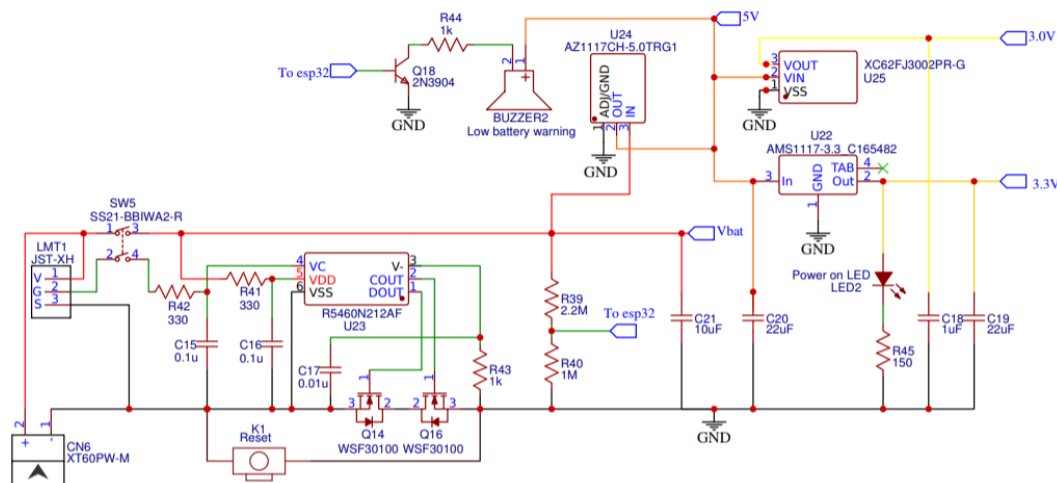 R44
1k
5V
U24
AZ1117CH-5.0TRG1
3.0V
To esp32
Q18
2N3904
GND
2
1
+
BUZZER2
Low battery warning
ADJ/GND
OUT
IN
1
2
3
GND
3
2
1
VOUT
VIN
VSS
XC62FJ3002PR-G
U25
GND
U22
AMS1117-3.3_C165482
3
In
GND
1
TAB
Out
4
2
3.3V
GND
SW5
SS21-BBIWA2-R
1
3
2
4
LMT1
JST-XH
V
G
S
1
2
3
Vbat
R42
330
R41
330
4
5
6
VC
VDD
VSS
V-
COUT
DOUT
3
2
1
R5460N212AF
U23
R39
2.2M
To esp32
R40
1M
C21
10uF
C20
22uF
Power on LED
LED2
R45
150
C18
1uF
C19
22uF
C15
0.1u
C16
0.1u
C17
0.01u
R43
1k
1
3
2
Q14
WSF30100
1
2
3
Q16
WSF30100
GND
K1
Reset
2
1
+
-
CN6
XT60PW-M